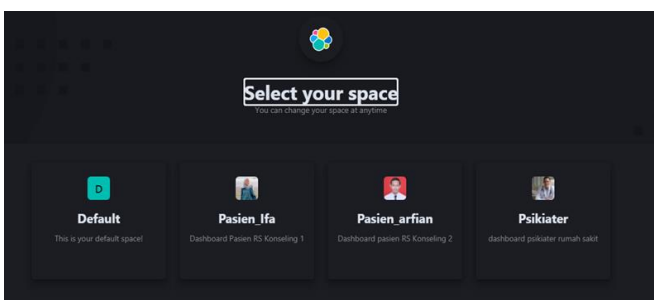 Select your space
You can change your space at anytime
D
Default
This is your default space!
Pasien_Ifa
Dashboard Pasien RS Konseling 1
Pasien_arfian
Dashboard pasien RS Konseling 2
Psikiater
dashboard psikiater rumah sakit